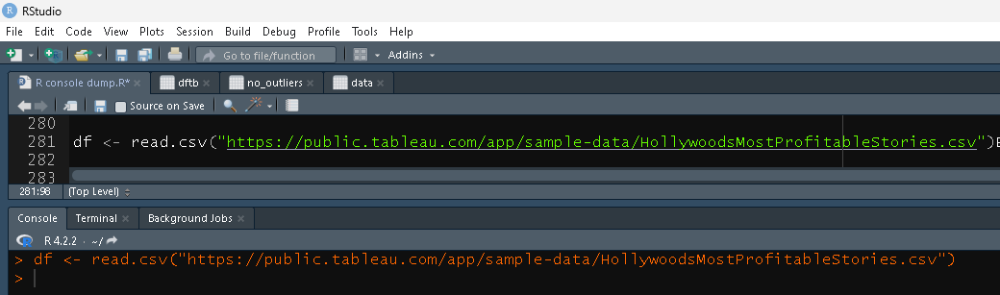 RStudio
File Edit Code View Plots Session Build Debug Profile Tools Help
Go to file/function Addins
R console dump.R* dftb no_outliers data
Source on Save
280
281 df <- read.csv("https://public.tableau.com/app/sample-data/HollywoodsMostProfitableStories.csv")E
282
283
281:98 (Top Level)
Console Terminal Background Jobs
R 4.2.2 · ~/
> df <- read.csv("https://public.tableau.com/app/sample-data/HollywoodsMostProfitableStories.csv")
>